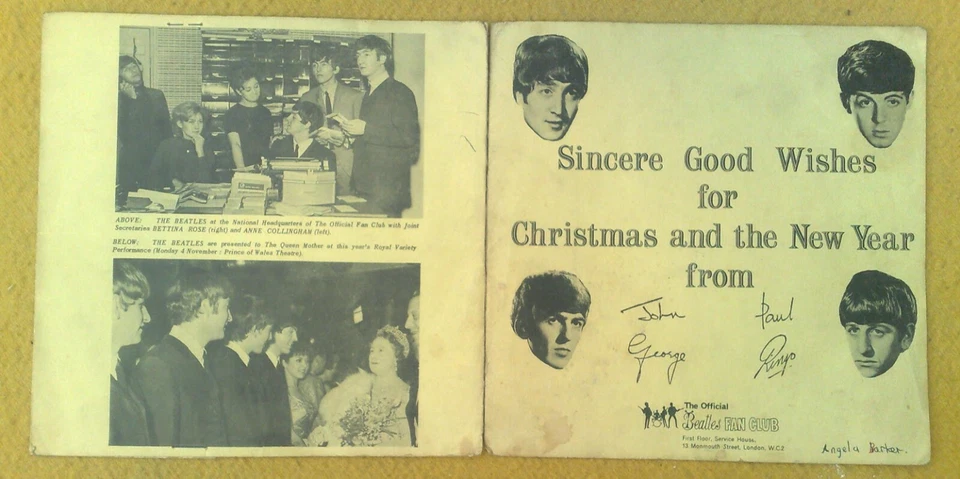 ABOVE: THE BEATLES at the National Headquarters of The Official Fan Club with Joint
Secretaries BETTINA ROSE (right) and ANNE COLLINGHAM (left).
BELOW: THE BEATLES are presented to The Queen Mother at this year's Royal Variety
Performance (Monday 4 November : Prince of Wales Theatre).
Sincere Good Wishes
for
Christmas and the New Year
from
John Paul
George Ringo
The Official
Beatles FAN CLUB
First Floor, Service House,
13 Monmouth Street, London, W.C.2
Angela Barker.